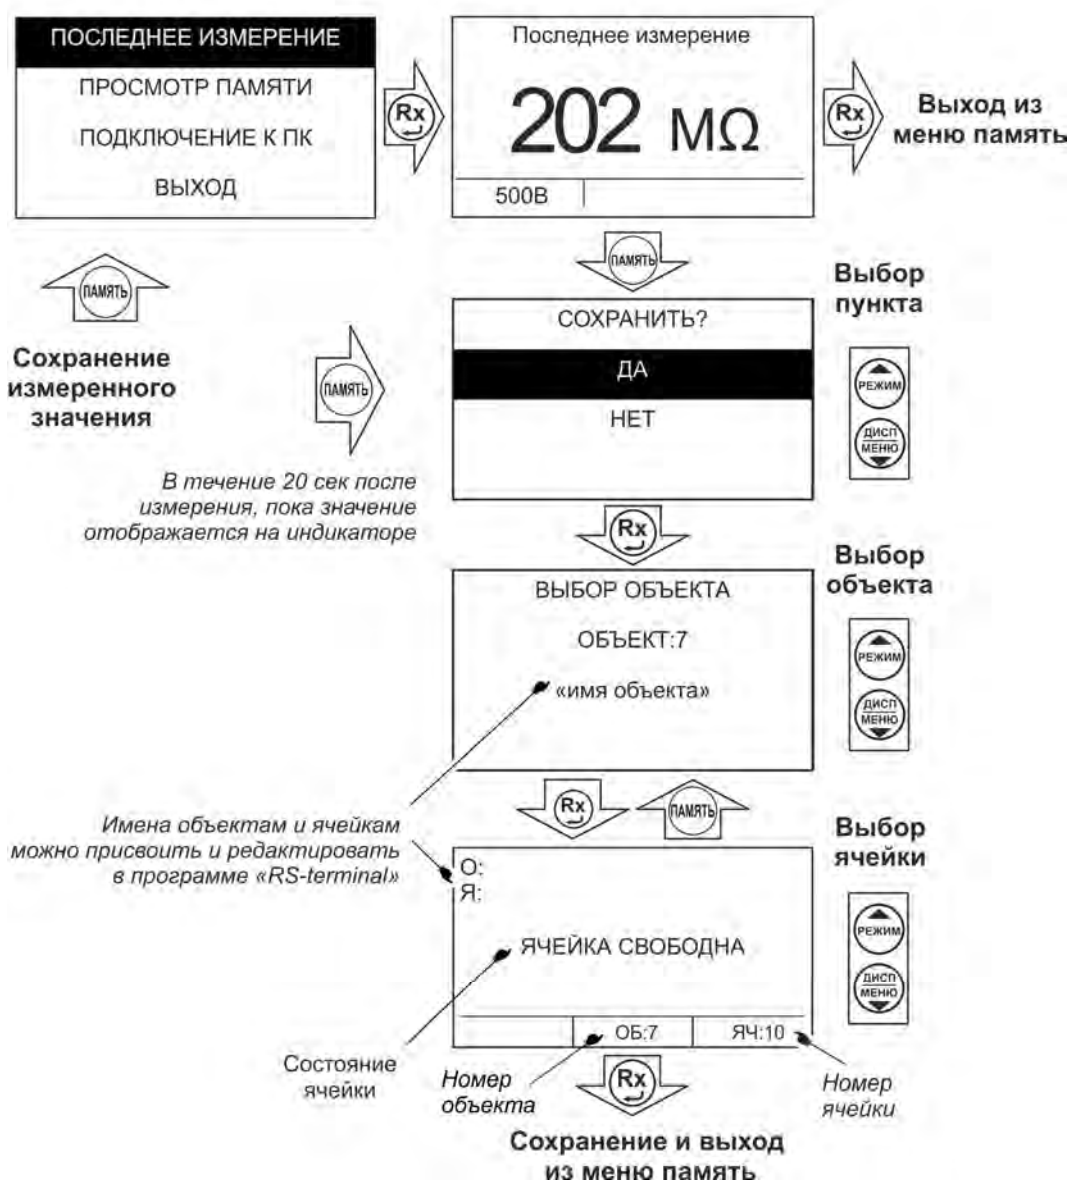 ПОСЛЕДНЕЕ ИЗМЕРЕНИЕ
ПРОСМОТР ПАМЯТИ
ПОДКЛЮЧЕНИЕ К ПК
ВЫХОД
Rx
Последнее измерение
202 МΩ
500В
Rx
Выход из
меню память
ПАМЯТЬ
Сохранение
измеренного
значения
ПАМЯТЬ
ПАМЯТЬ
В течение 20 сек после
измерения, пока значение
отображается на индикаторе
СОХРАНИТЬ?
ДА
НЕТ
Выбор
пункта
РЕЖИМ
ДИСП
МЕНЮ
Rx
ВЫБОР ОБЪЕКТА
ОБЪЕКТ:7
«имя объекта»
Выбор
объекта
РЕЖИМ
ДИСП
МЕНЮ
Rx
ПАМЯТЬ
Имена объектам и ячейкам
можно присвоить и редактировать
в программе «RS-terminal»
О:
Я:
ЯЧЕЙКА СВОБОДНА
ОБ:7
ЯЧ:10
Выбор
ячейки
РЕЖИМ
ДИСП
МЕНЮ
Состояние
ячейки
Номер
объекта
Rx
Номер
ячейки
Сохранение и выход
из меню память